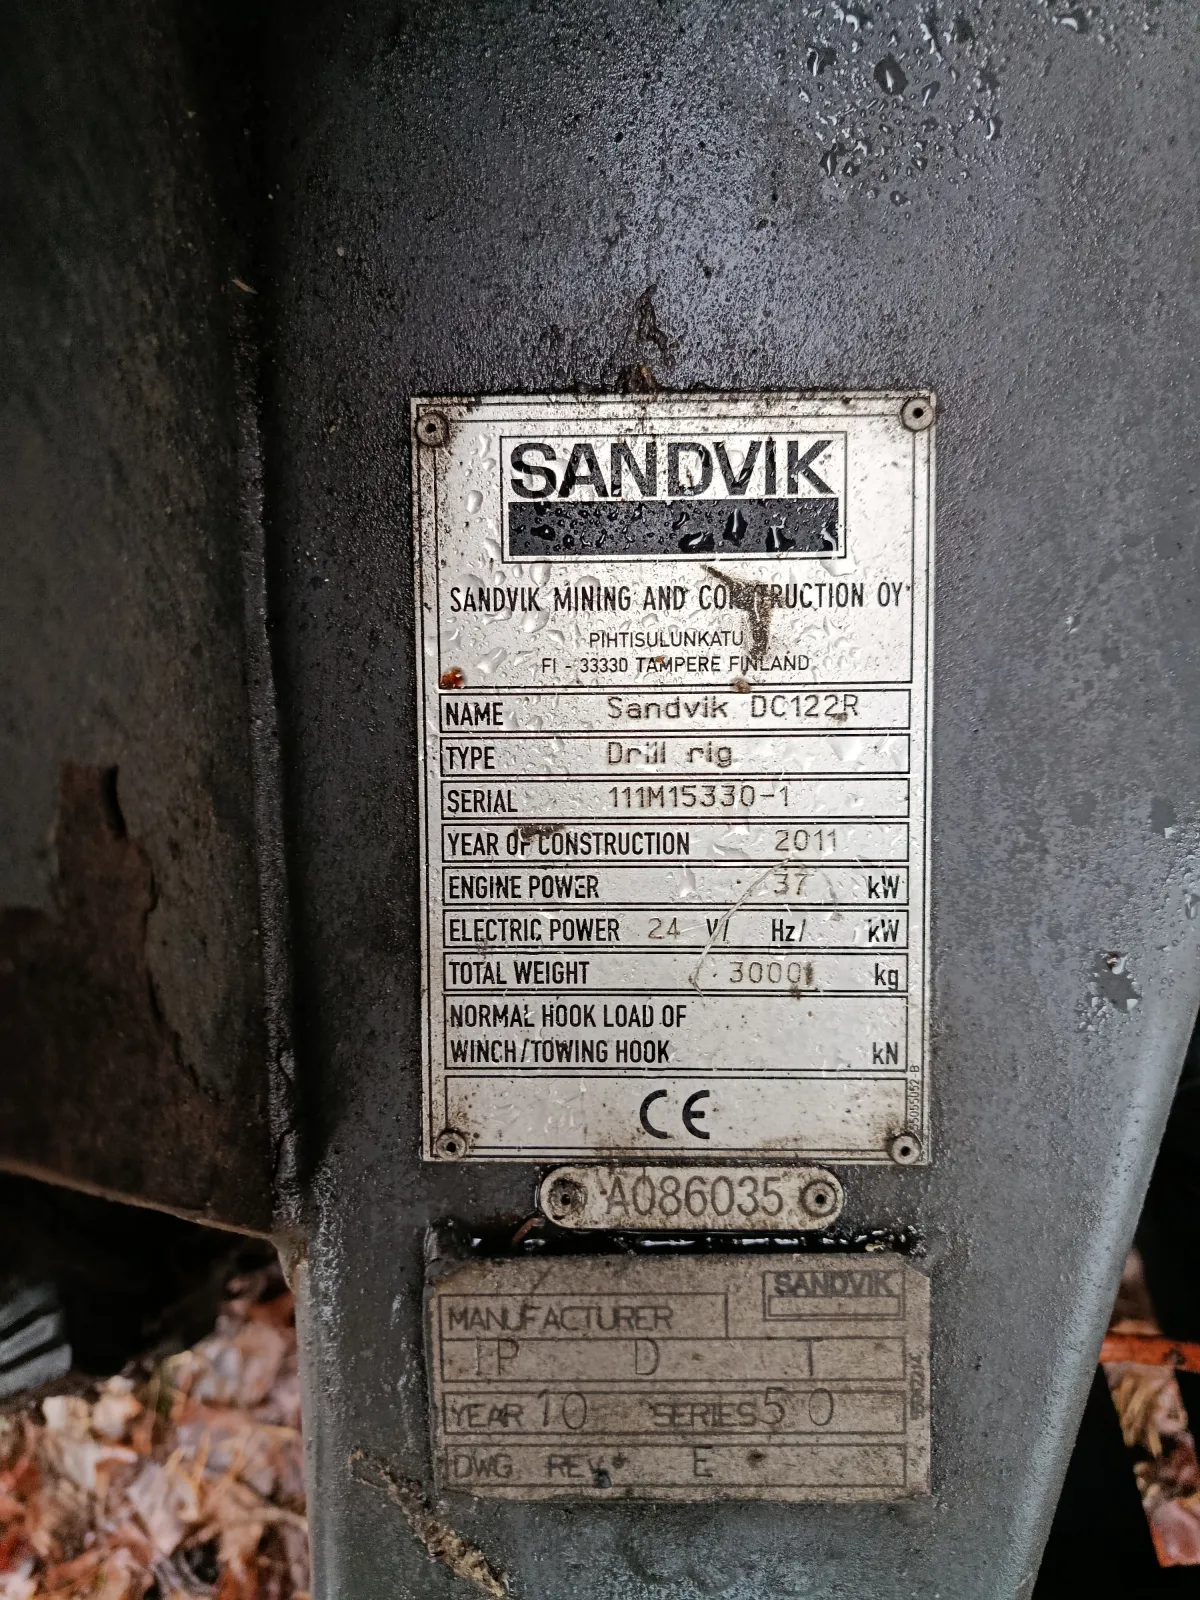 SANDVIK
SANDVIK MINING AND CONSTRUCTION OY
PIHTISULUNKATU
FI - 33330 TAMPERE FINLAND
NAME Sandvik DC122R
TYPE Drill rig
SERIAL 111M15330-1
YEAR OF CONSTRUCTION 2011
ENGINE POWER 37 kW
ELECTRIC POWER 24 V/ Hz/ kW
TOTAL WEIGHT 3000 kg
NORMAL HOOK LOAD OF
WINCH/TOWING HOOK kN
CE
A086035
SANDVIK
MANUFACTURER
P D T
YEAR 10 SERIES 50
DWG REV. E